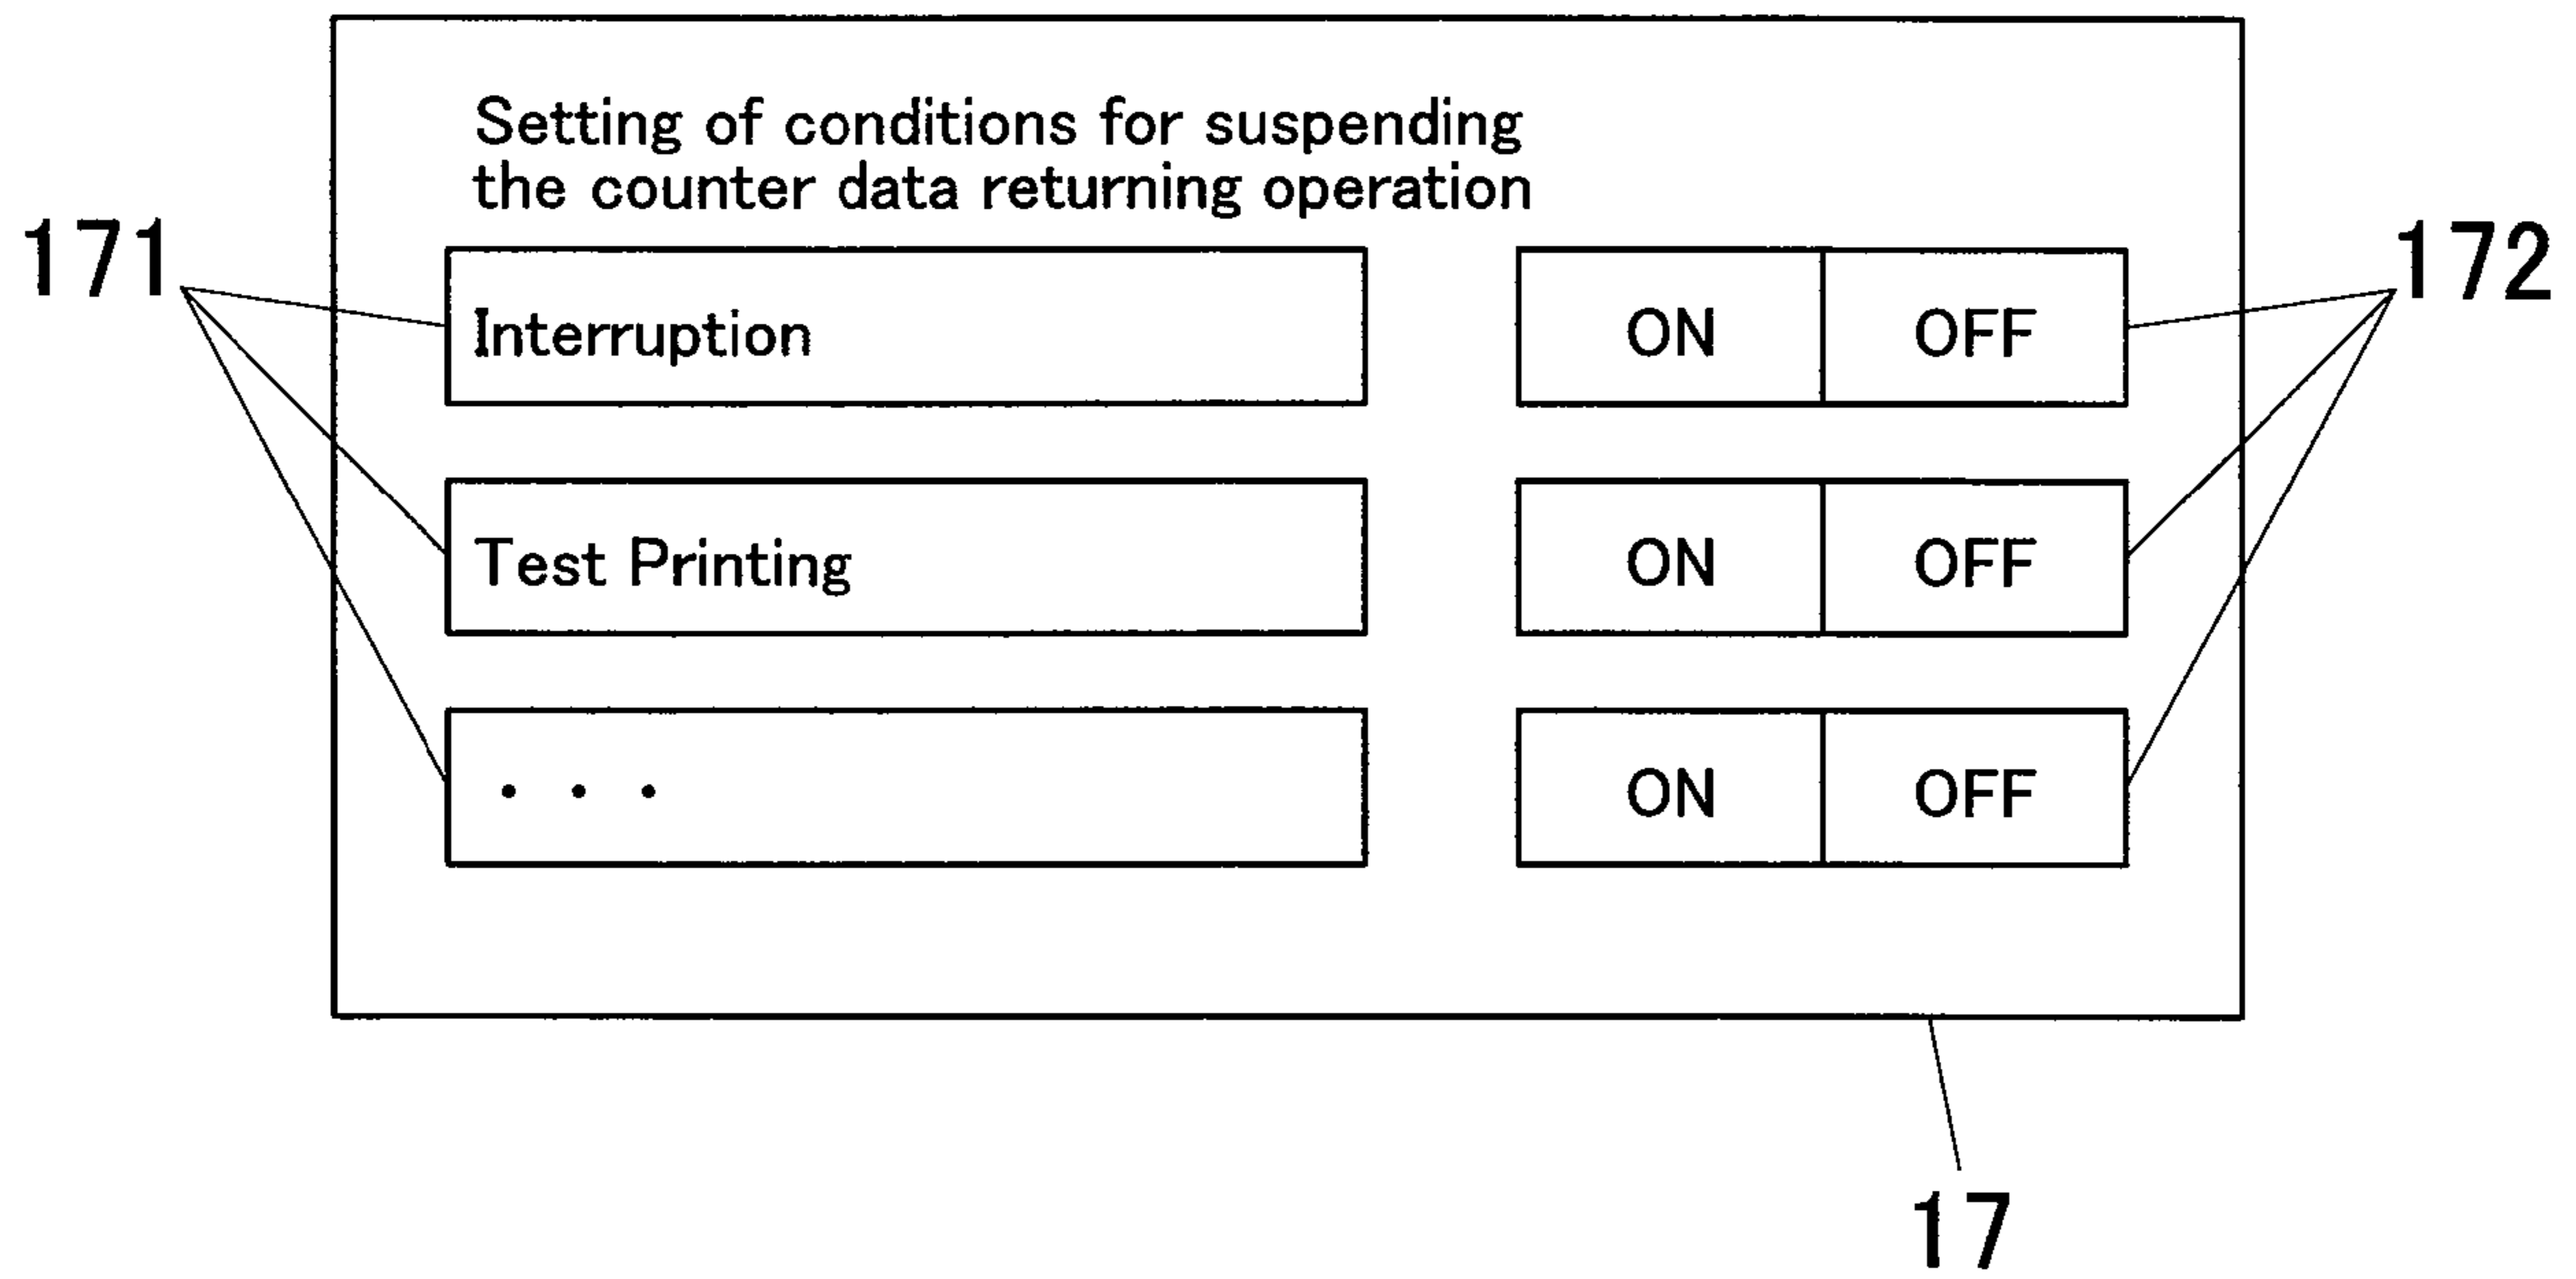 Setting of conditions for suspending
the counter data returning operation
171
172
Interruption ON OFF
Test Printing ON OFF
・ ・ ・ ON OFF
17